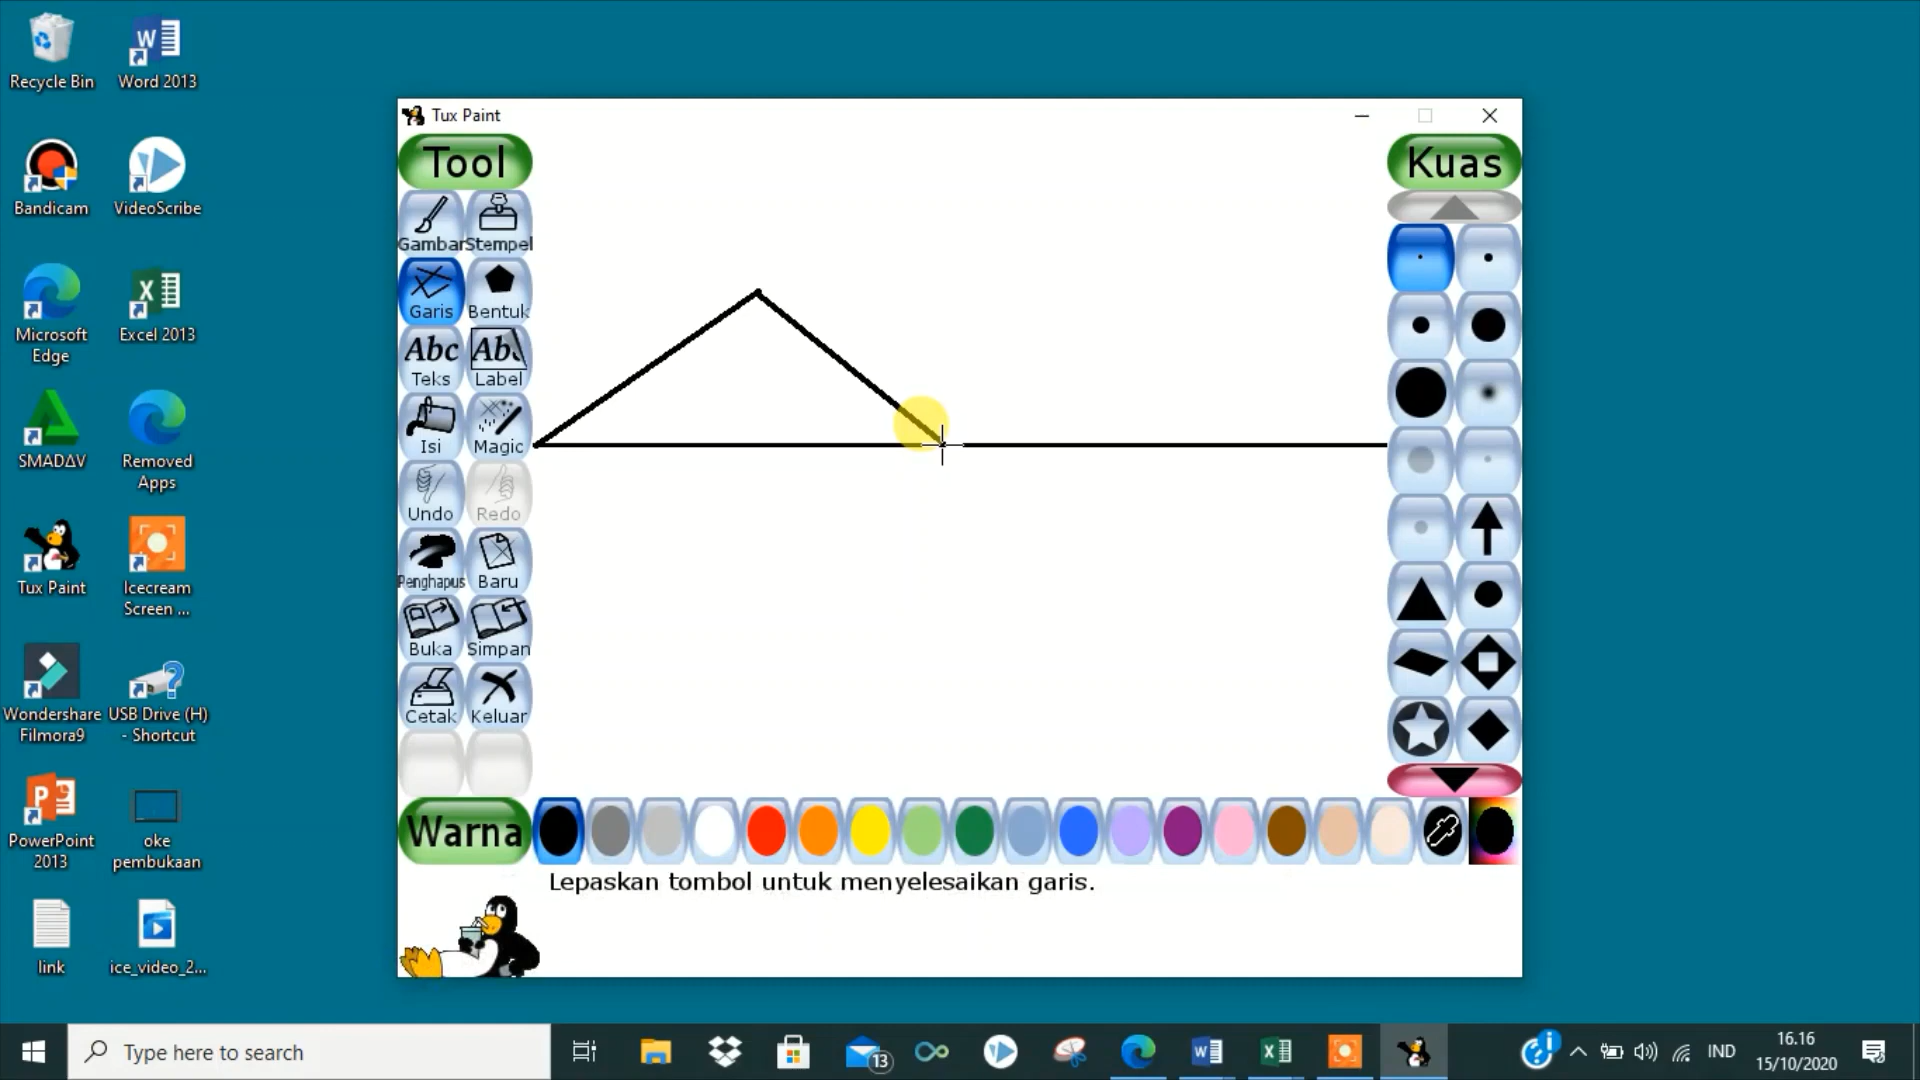 Recycle Bin
Word 2013
Bandicam
VideoScribe
Microsoft
Edge
Excel 2013
SMADΔV
Removed
Apps
Tux Paint
Icecream
Screen ...
Wondershare
Filmora9
USB Drive (H)
- Shortcut
PowerPoint
2013
oke
pembukaan
link
ice_video_2...
Tux Paint
Tool
Kuas
Gambar
Stempel
Garis
Bentuk
Abc
Teks
Abc
Label
Isi
Magic
Undo
Redo
Penghapus
Baru
Buka
Simpan
Cetak
Keluar
Warna
Lepaskan tombol untuk menyelesaikan garis.
Type here to search
13
IND
16.16
15/10/2020